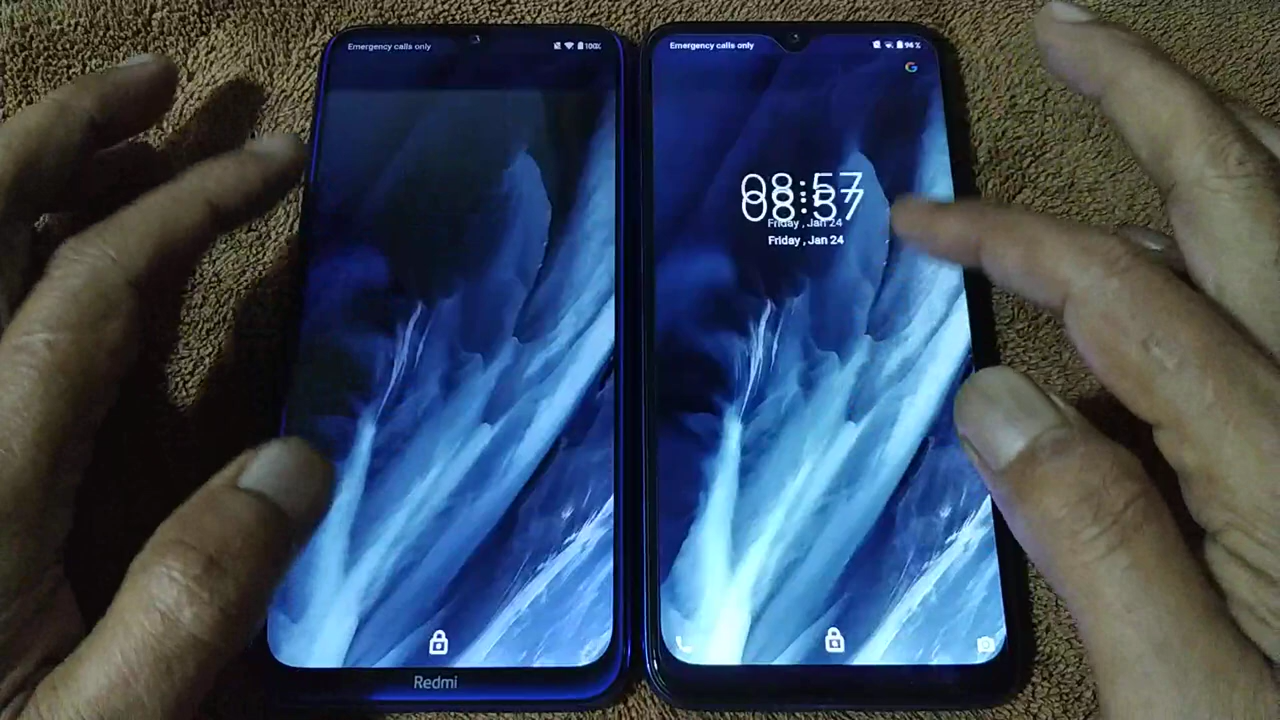 Emergency calls only
100%
Redmi
Emergency calls only
94%
G
08:57
08:57
Friday , Jan 24
Friday , Jan 24